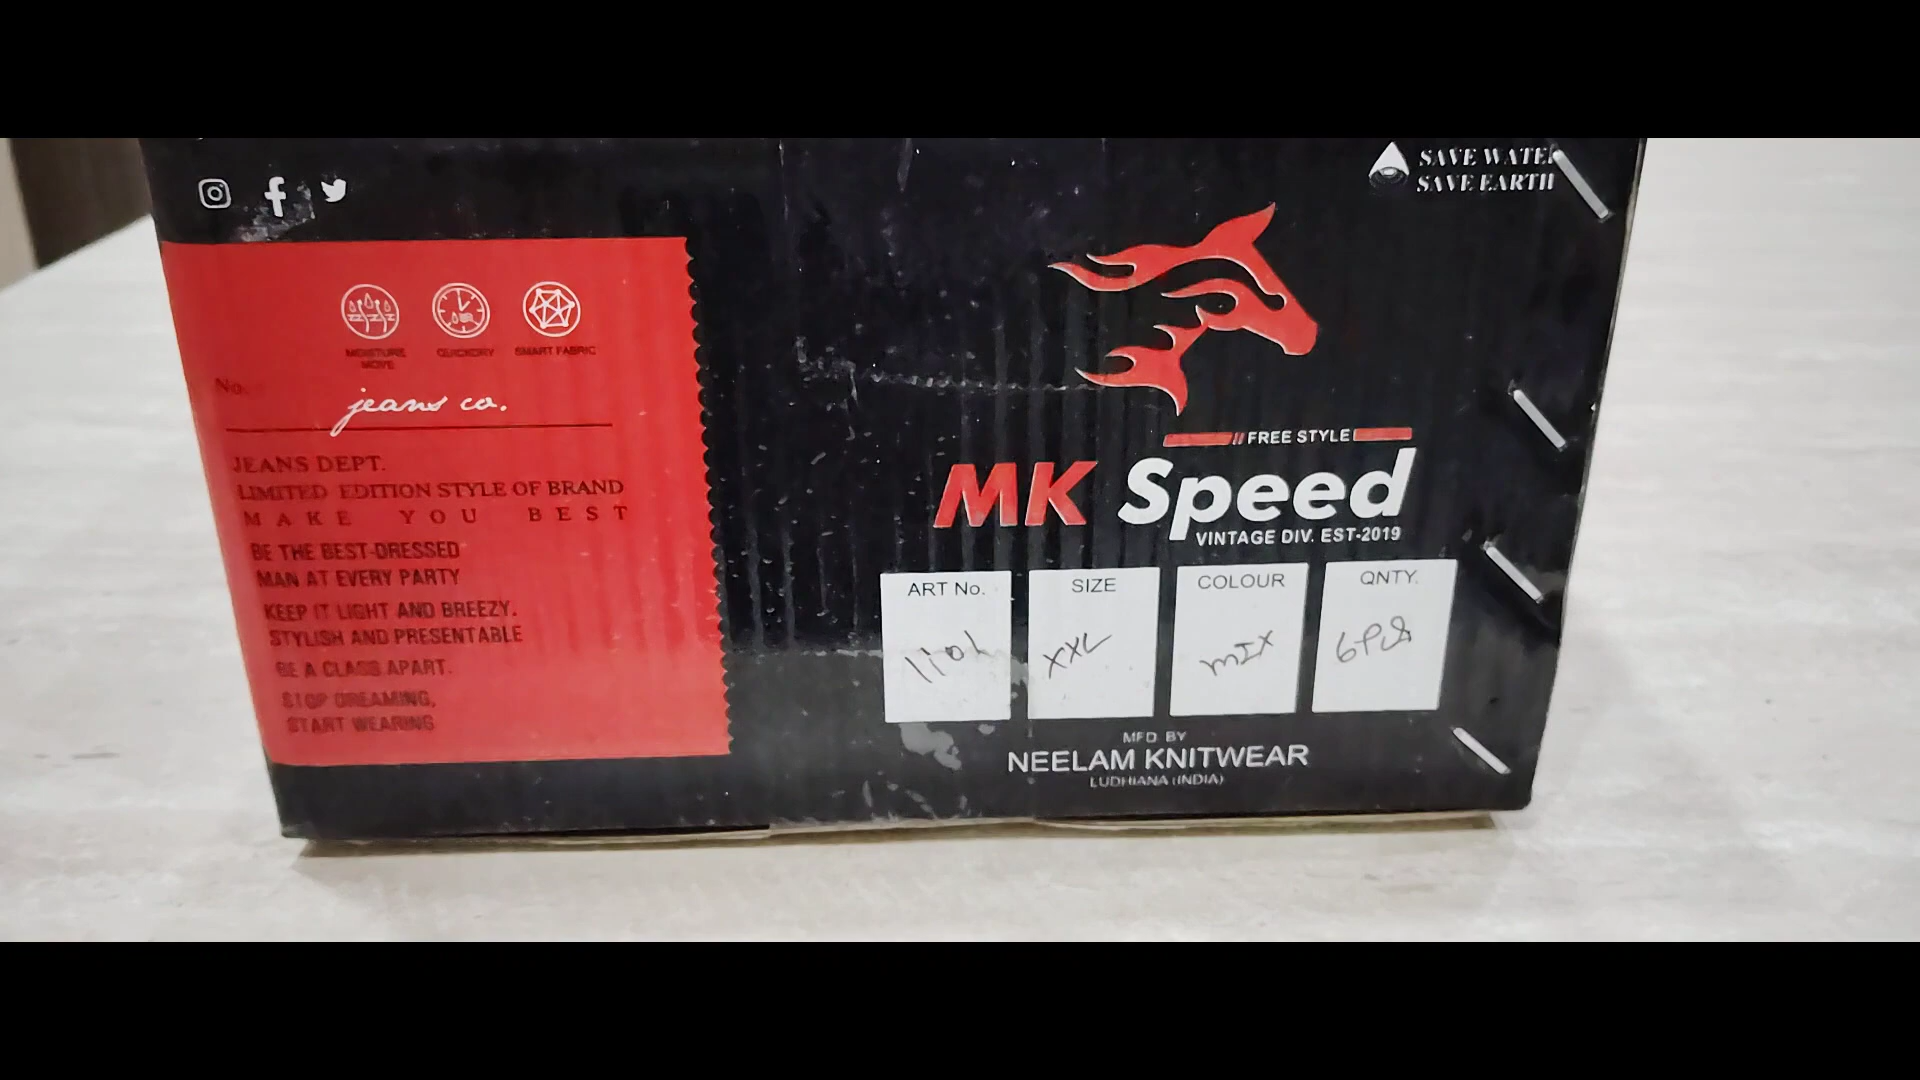 SAVE WATER
SAVE EARTH
MOISTURE
MOVE
QUICKDRY
SMART FABRIC
No.
jeans co.
JEANS DEPT.
LIMITED EDITION STYLE OF BRAND
MAKE YOU BEST
BE THE BEST-DRESSED
MAN AT EVERY PARTY
KEEP IT LIGHT AND BREEZY.
STYLISH AND PRESENTABLE
BE A CLASS APART.
STOP DREAMING,
START WEARING
FREE STYLE
MK Speed
VINTAGE DIV. EST-2019
ART No. SIZE COLOUR QNTY.
XXL MIX 6 Pcs
MFD. BY
NEELAM KNITWEAR
LUDHIANA (INDIA)